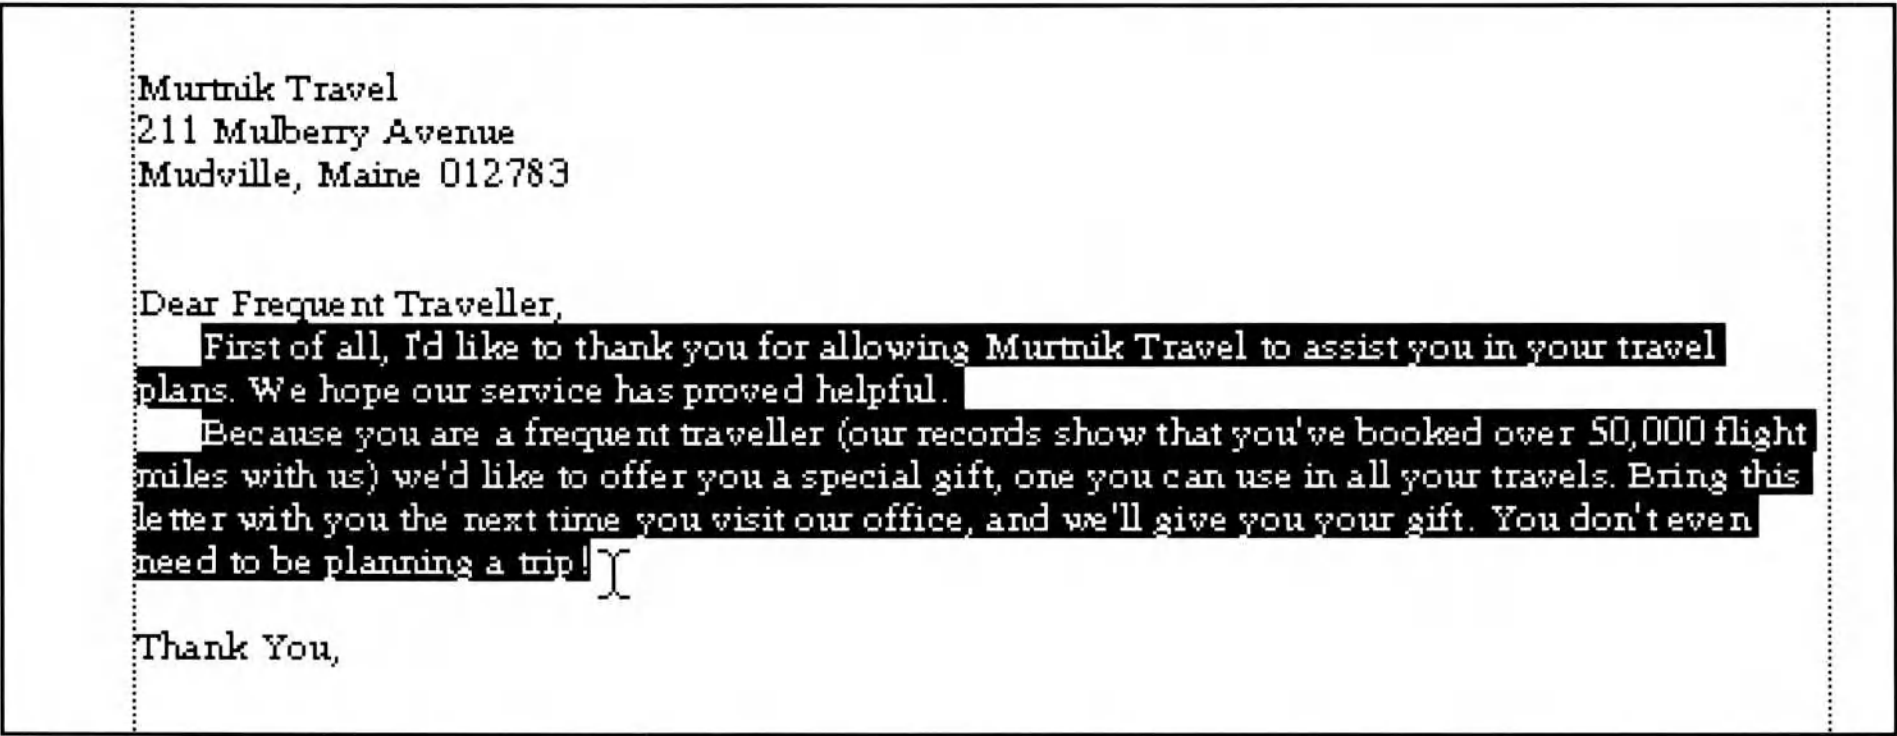 Murtnik Travel
211 Mulberry Avenue
Mudville, Maine 012783
Dear Frequent Traveller,
First of all, I'd like to thank you for allowing Murtnik Travel to assist you in your travel
plans. We hope our service has proved helpful.
Because you are a frequent traveller (our records show that you've booked over 50,000 flight
miles with us) we'd like to offer you a special gift, one you can use in all your travels. Bring this
letter with you the next time you visit our office, and we'll give you your gift. You don't even
need to be planning a trip!
Thank You,